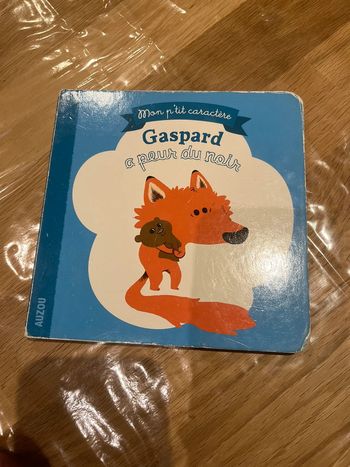 Mon p'tit caractère
Gaspard
a peur du noir
AUZOU